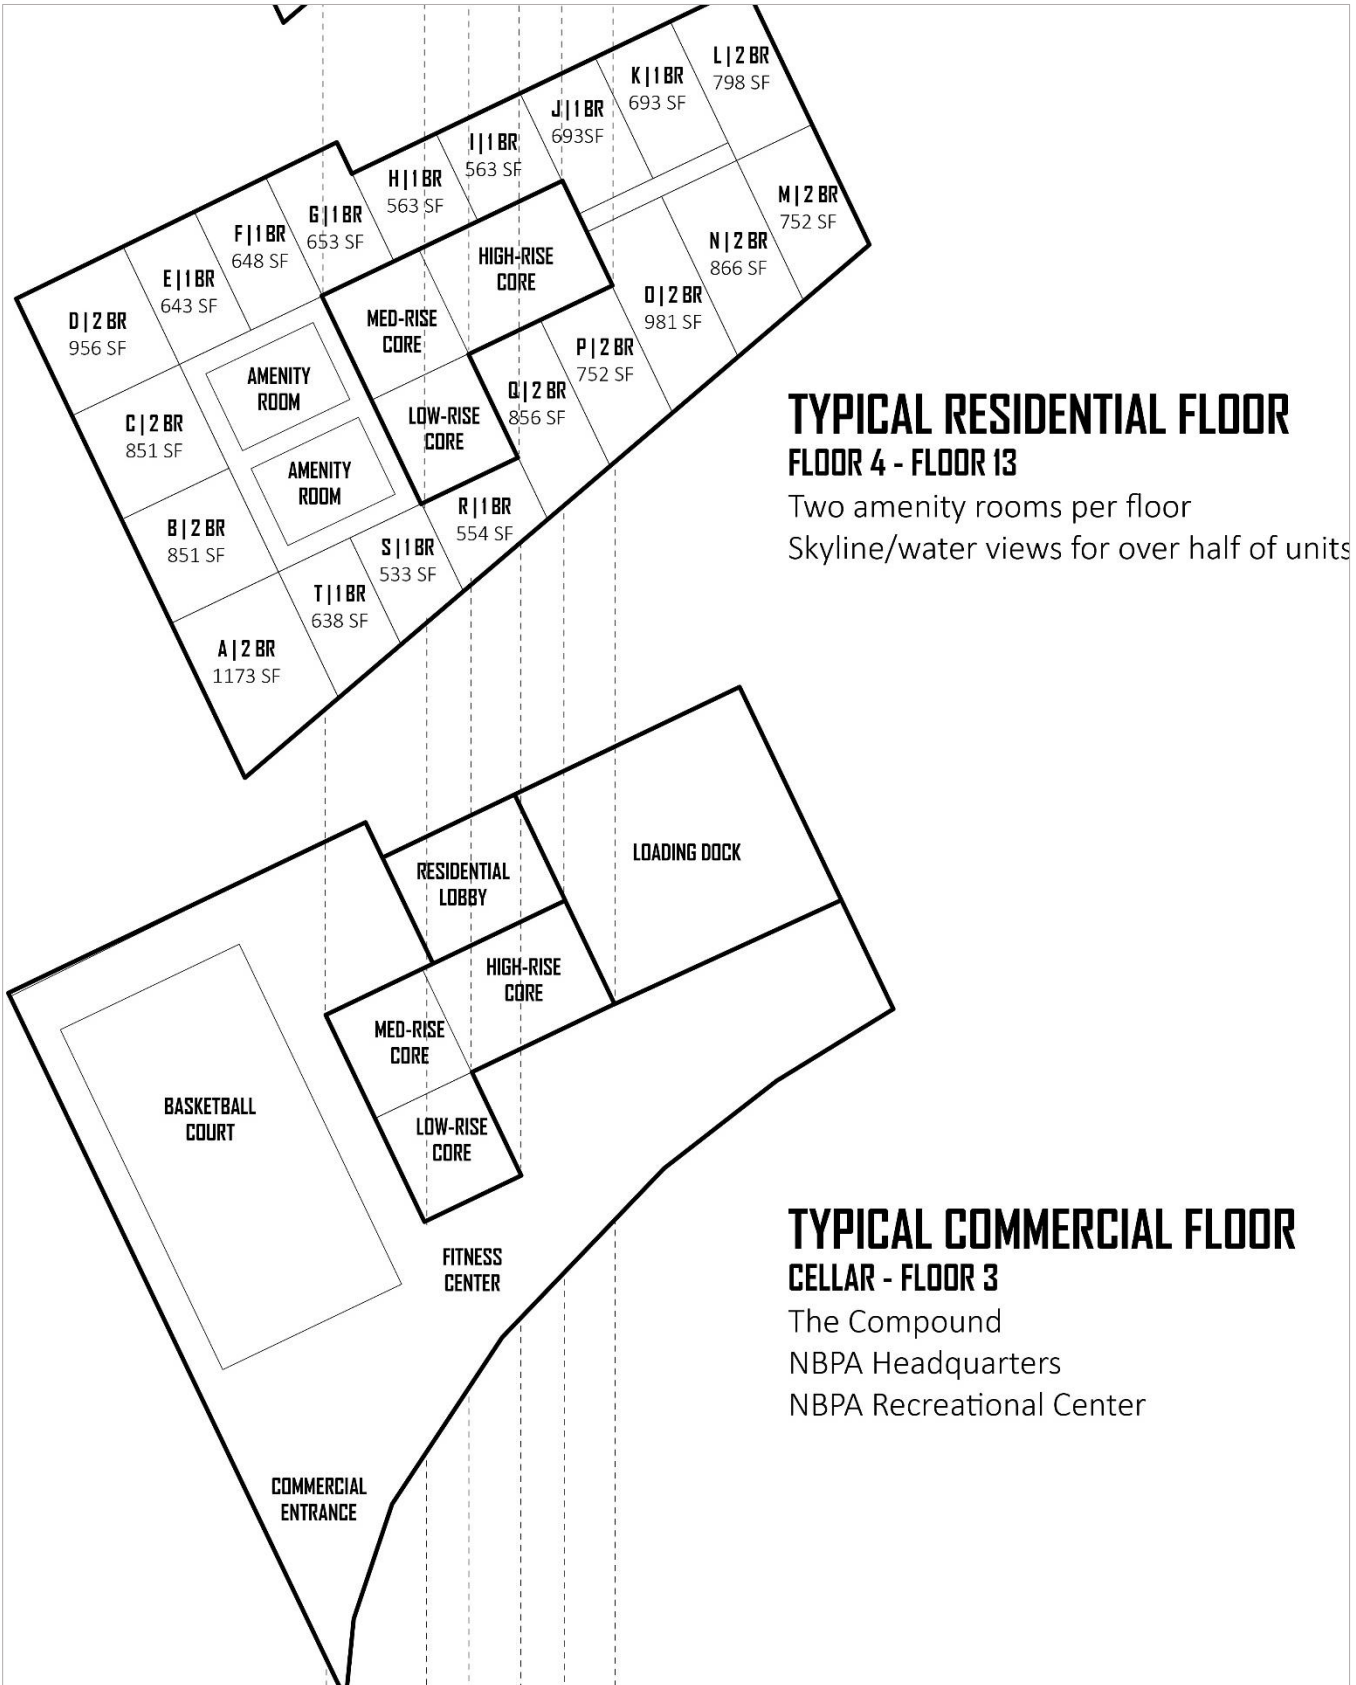 L | 2 BR
798 SF
K | 1 BR
693 SF
J | 1 BR
693SF
I | 1 BR
563 SF
H | 1 BR
563 SF
G | 1 BR
653 SF
F | 1 BR
648 SF
E | 1 BR
643 SF
D | 2 BR
956 SF
M | 2 BR
752 SF
N | 2 BR
866 SF
O | 2 BR
981 SF
P | 2 BR
752 SF
Q | 2 BR
856 SF
HIGH-RISE
CORE
MED-RISE
CORE
LOW-RISE
CORE
AMENITY
ROOM
AMENITY
ROOM
C | 2 BR
851 SF
B | 2 BR
851 SF
A | 2 BR
1173 SF
R | 1 BR
554 SF
S | 1 BR
533 SF
T | 1 BR
638 SF
TYPICAL RESIDENTIAL FLOOR
FLOOR 4 - FLOOR 13
Two amenity rooms per floor
Skyline/water views for over half of units
LOADING DOCK
RESIDENTIAL
LOBBY
HIGH-RISE
CORE
MED-RISE
CORE
LOW-RISE
CORE
BASKETBALL
COURT
FITNESS
CENTER
COMMERCIAL
ENTRANCE
TYPICAL COMMERCIAL FLOOR
CELLAR - FLOOR 3
The Compound
NBPA Headquarters
NBPA Recreational Center